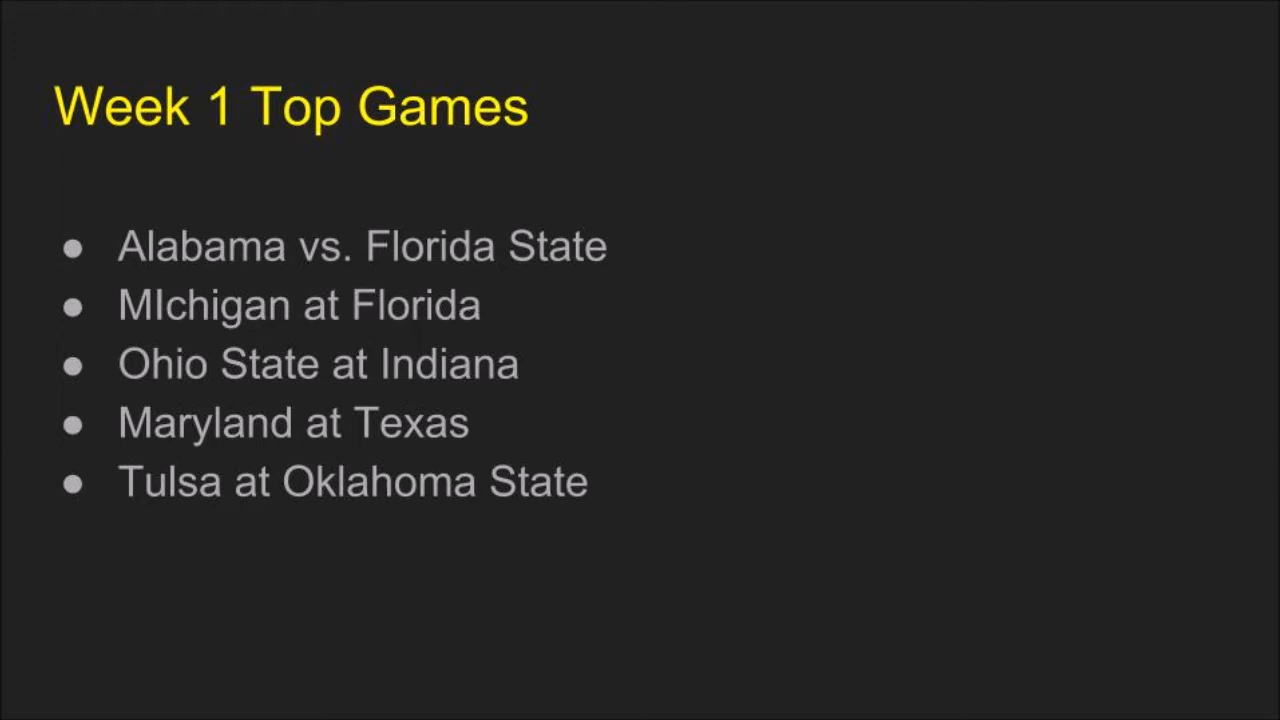 Week 1 Top Games
● Alabama vs. Florida State
● MIchigan at Florida
● Ohio State at Indiana
● Maryland at Texas
● Tulsa at Oklahoma State